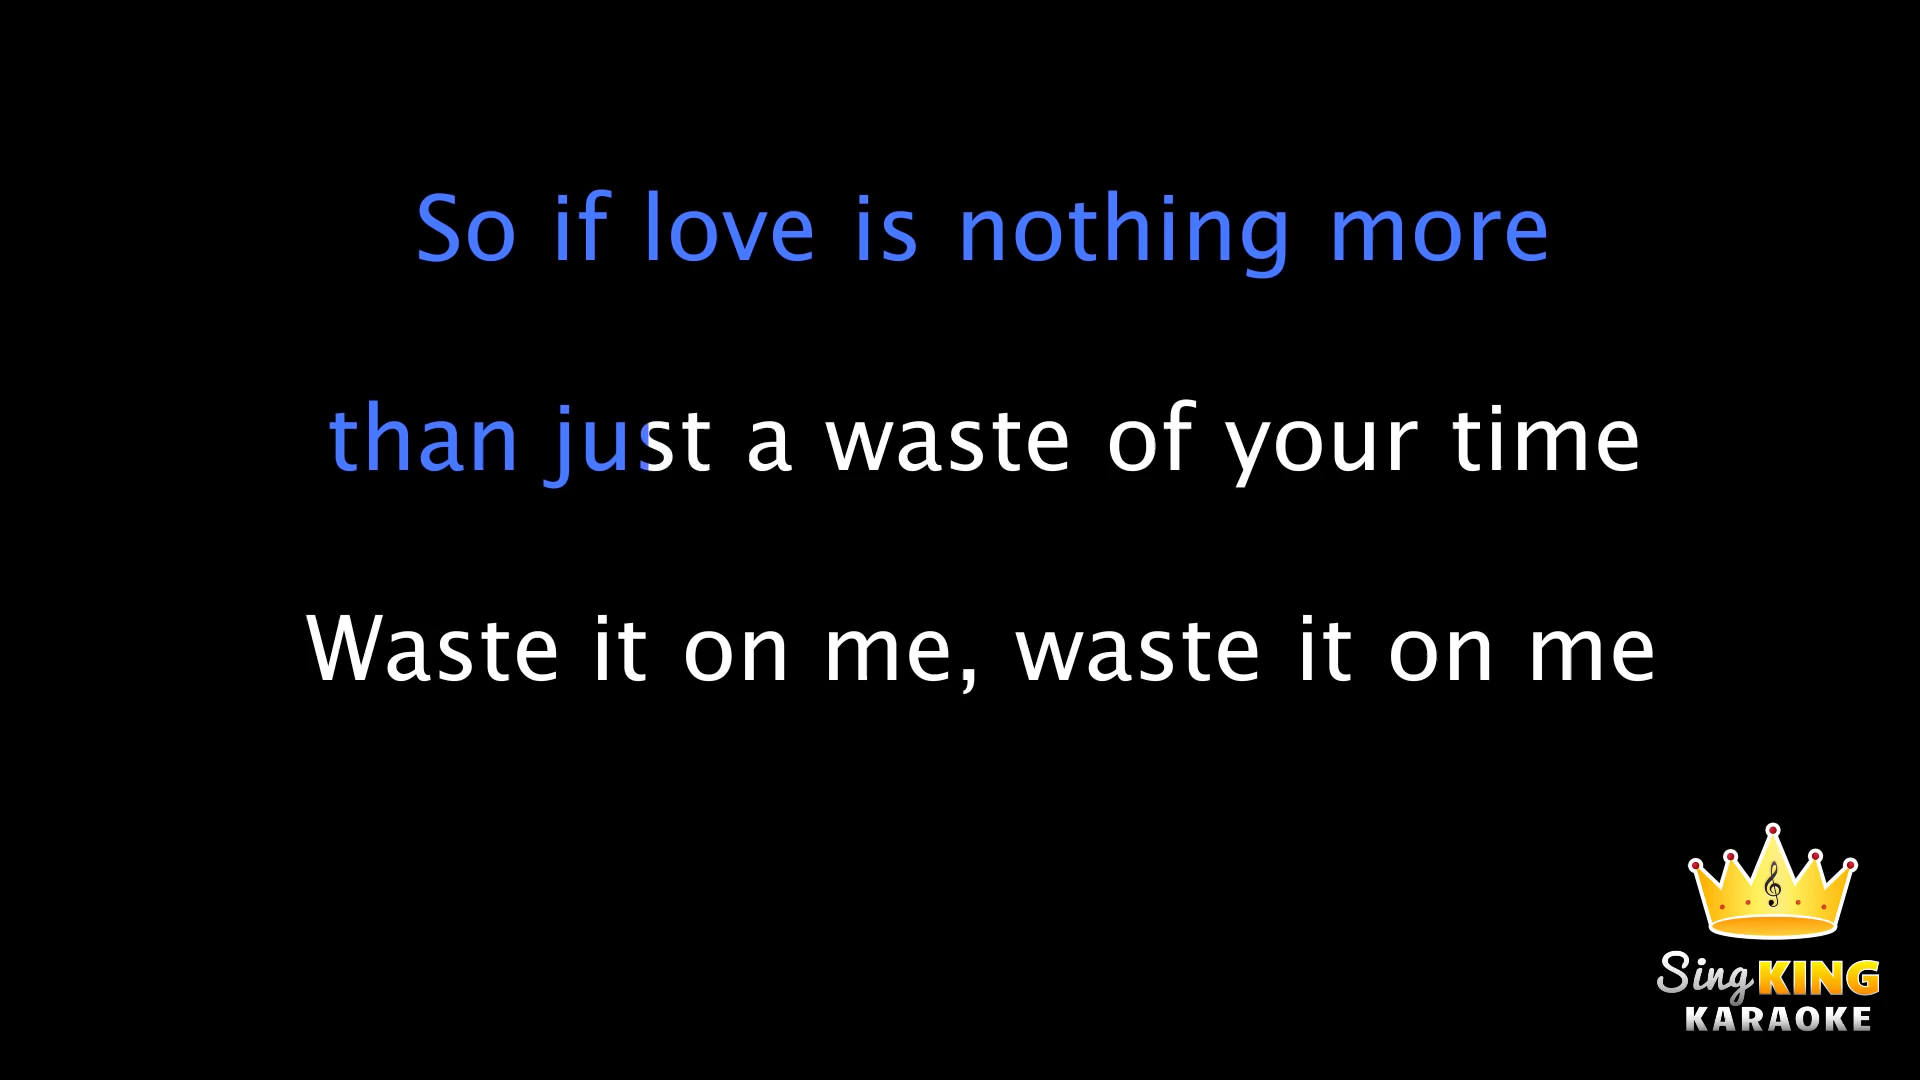 So if love is nothing more
than just a waste of your time
Waste it on me, waste it on me
Sing KING
KARAOKE